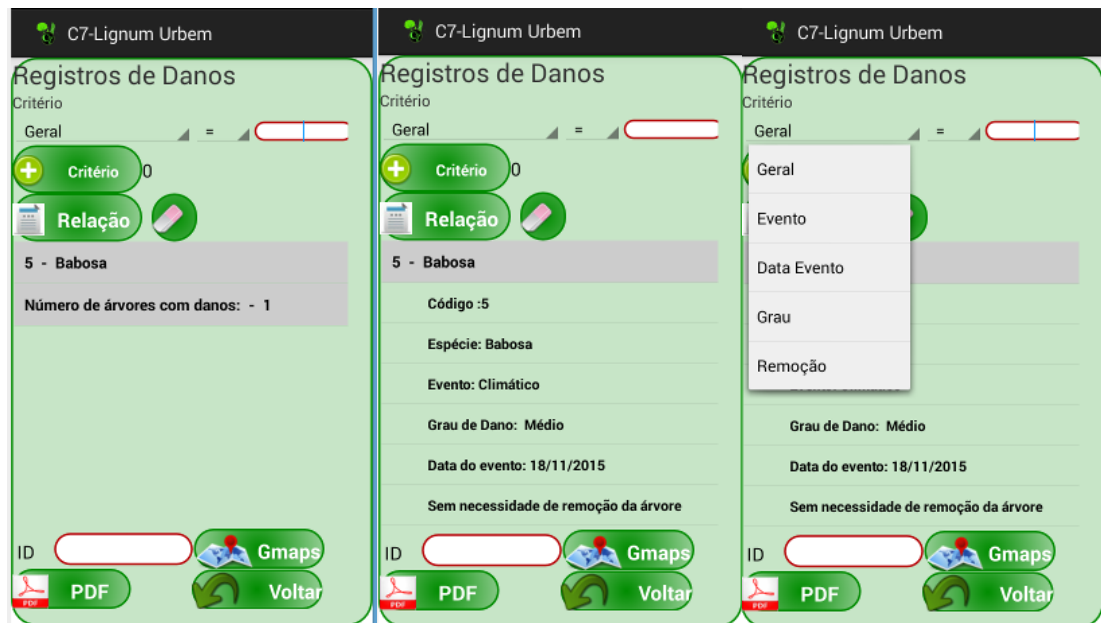 C7-Lignum Urbem
Registros de Danos
Critério
Geral =
Critério 0
Relação
5 - Babosa
Número de árvores com danos: - 1
ID Gmaps
PDF PDF Voltar
C7-Lignum Urbem
Registros de Danos
Critério
Geral =
Critério 0
Relação
5 - Babosa
Código :5
Espécie: Babosa
Evento: Climático
Grau de Dano: Médio
Data do evento: 18/11/2015
Sem necessidade de remoção da árvore
ID Gmaps
PDF PDF Voltar
C7-Lignum Urbem
Registros de Danos
Critério
Geral =
Geral
Evento
Data Evento
Grau
Remoção
Grau de Dano: Médio
Data do evento: 18/11/2015
Sem necessidade de remoção da árvore
ID Gmaps
PDF PDF Voltar